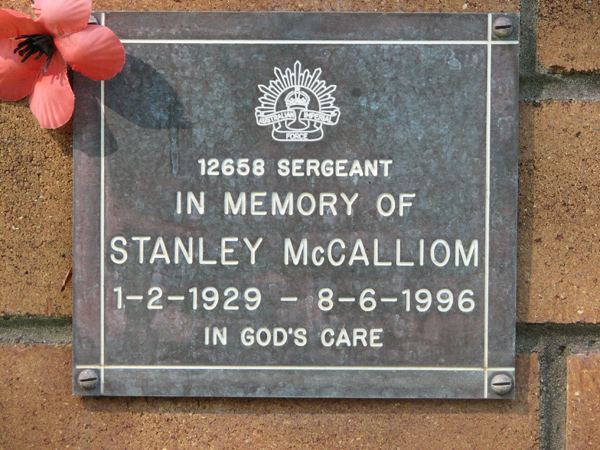 AUSTRALIAN IMPERIAL
FORCE
12658 SERGEANT
IN MEMORY OF
STANLEY McCALLIOM
1-2-1929 - 8-6-1996
IN GOD'S CARE